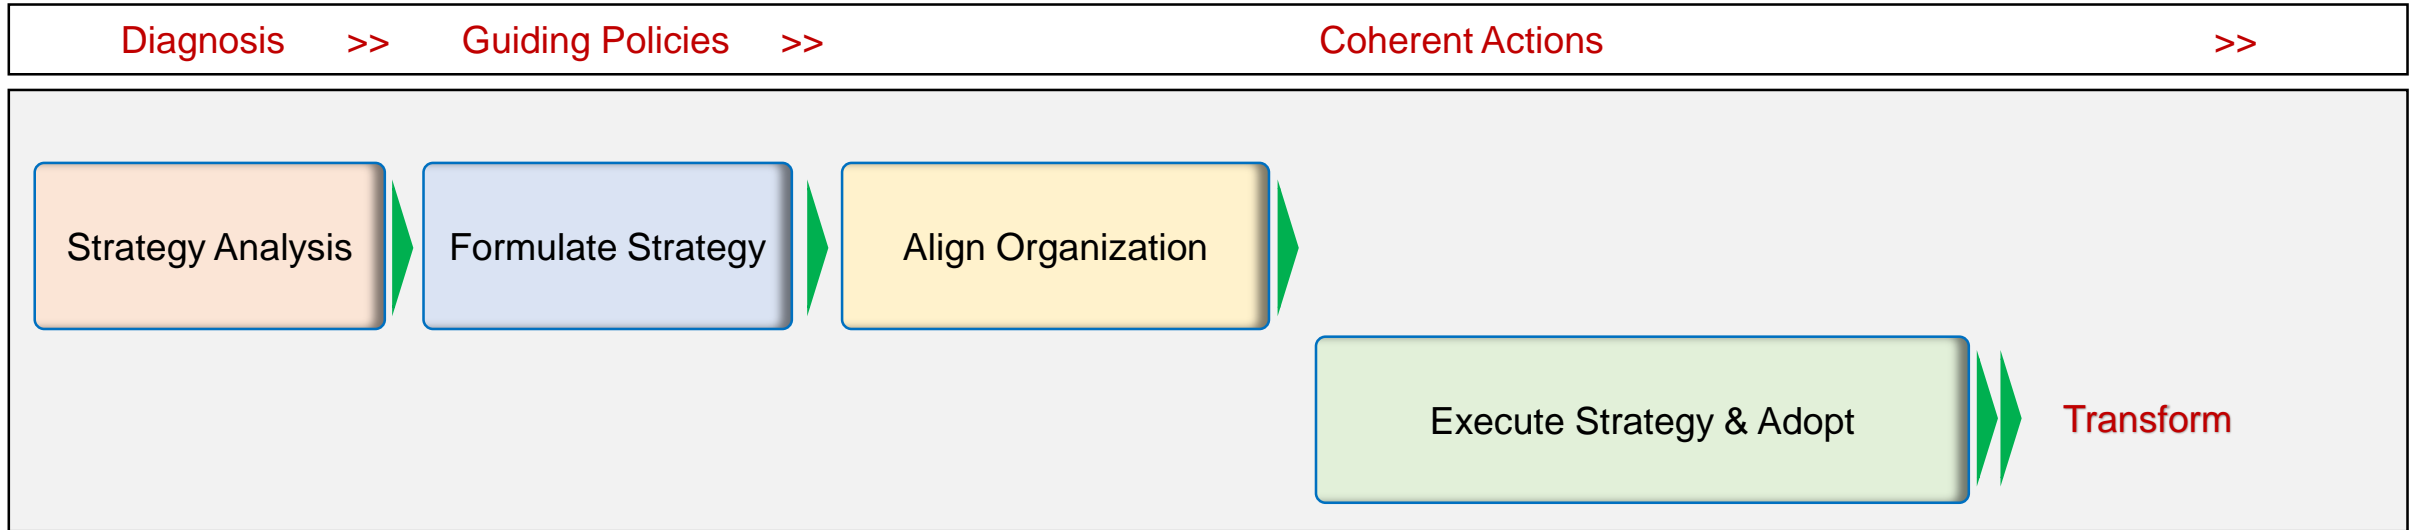 Diagnosis >> Guiding Policies >> Coherent Actions >>
Strategy Analysis
Formulate Strategy
Align Organization
Execute Strategy & Adopt
Transform